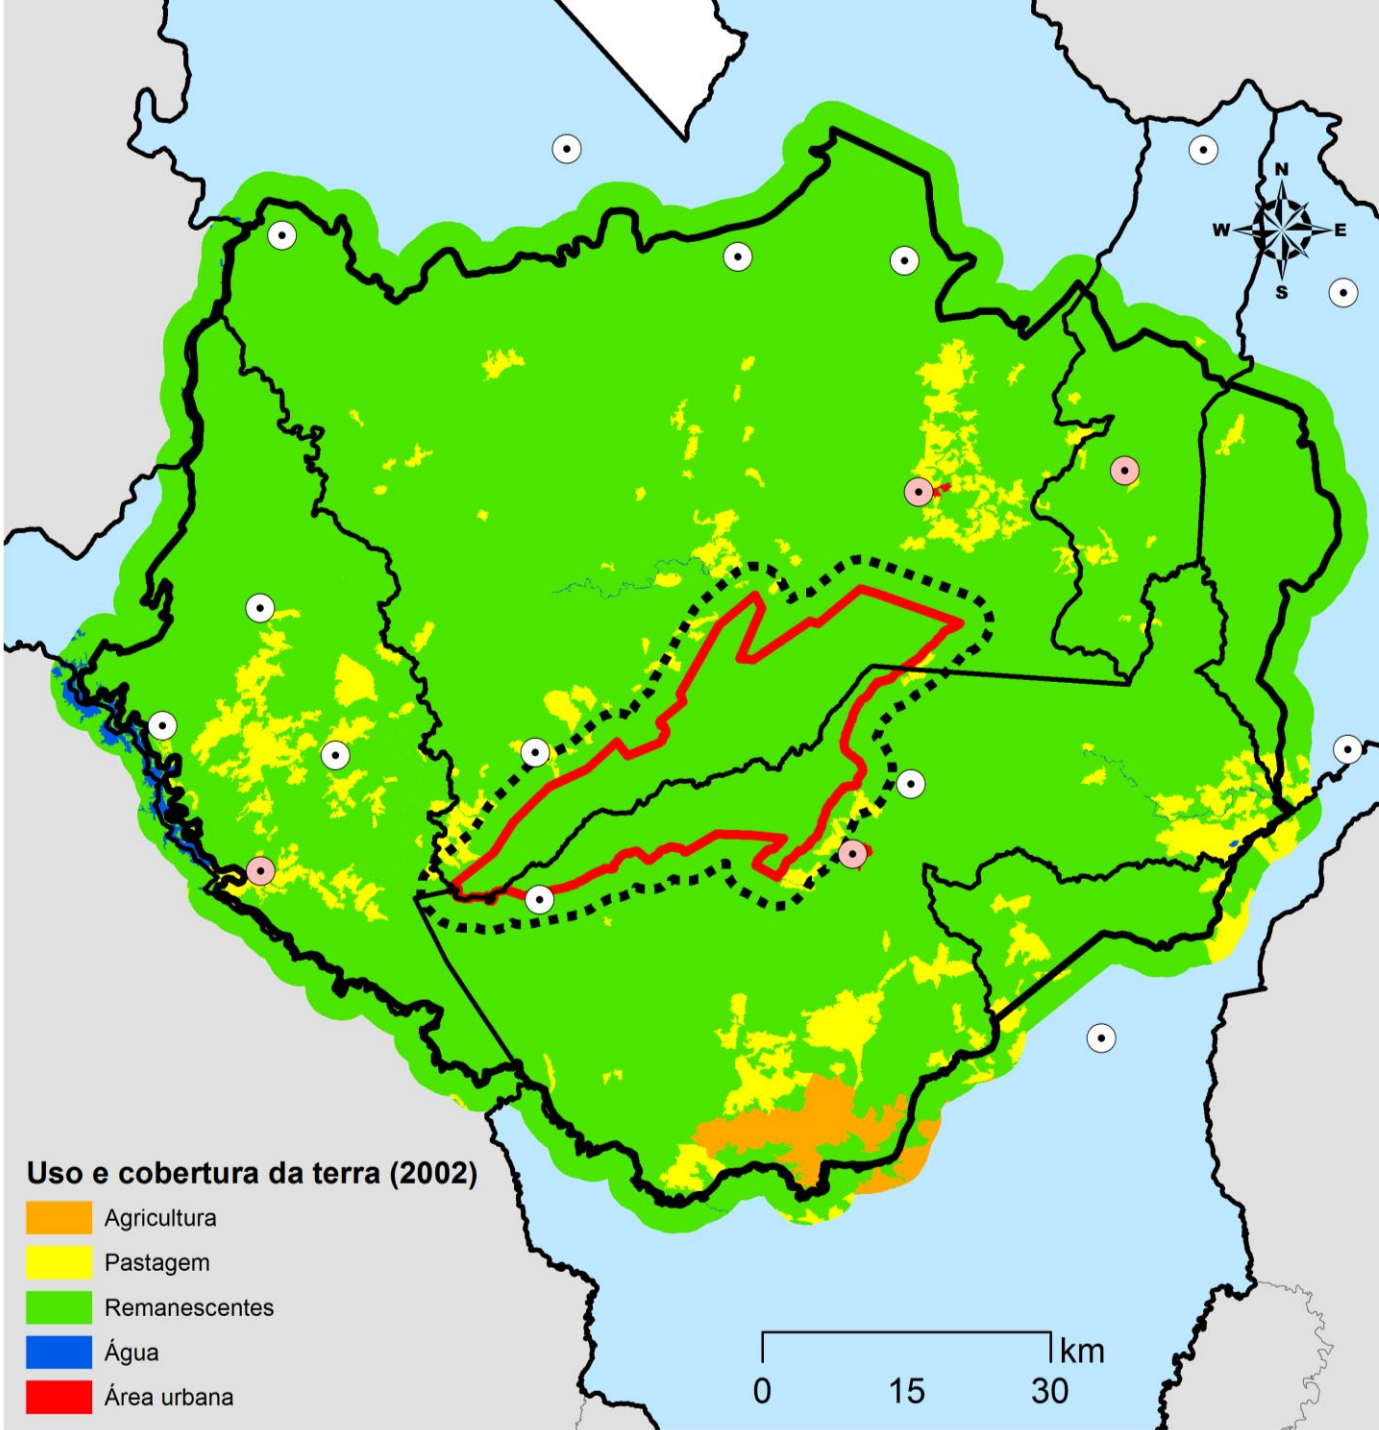 N
W E
S
Uso e cobertura da terra (2002)
Agricultura
Pastagem
Remanescentes
Água
Área urbana
km
0 15 30